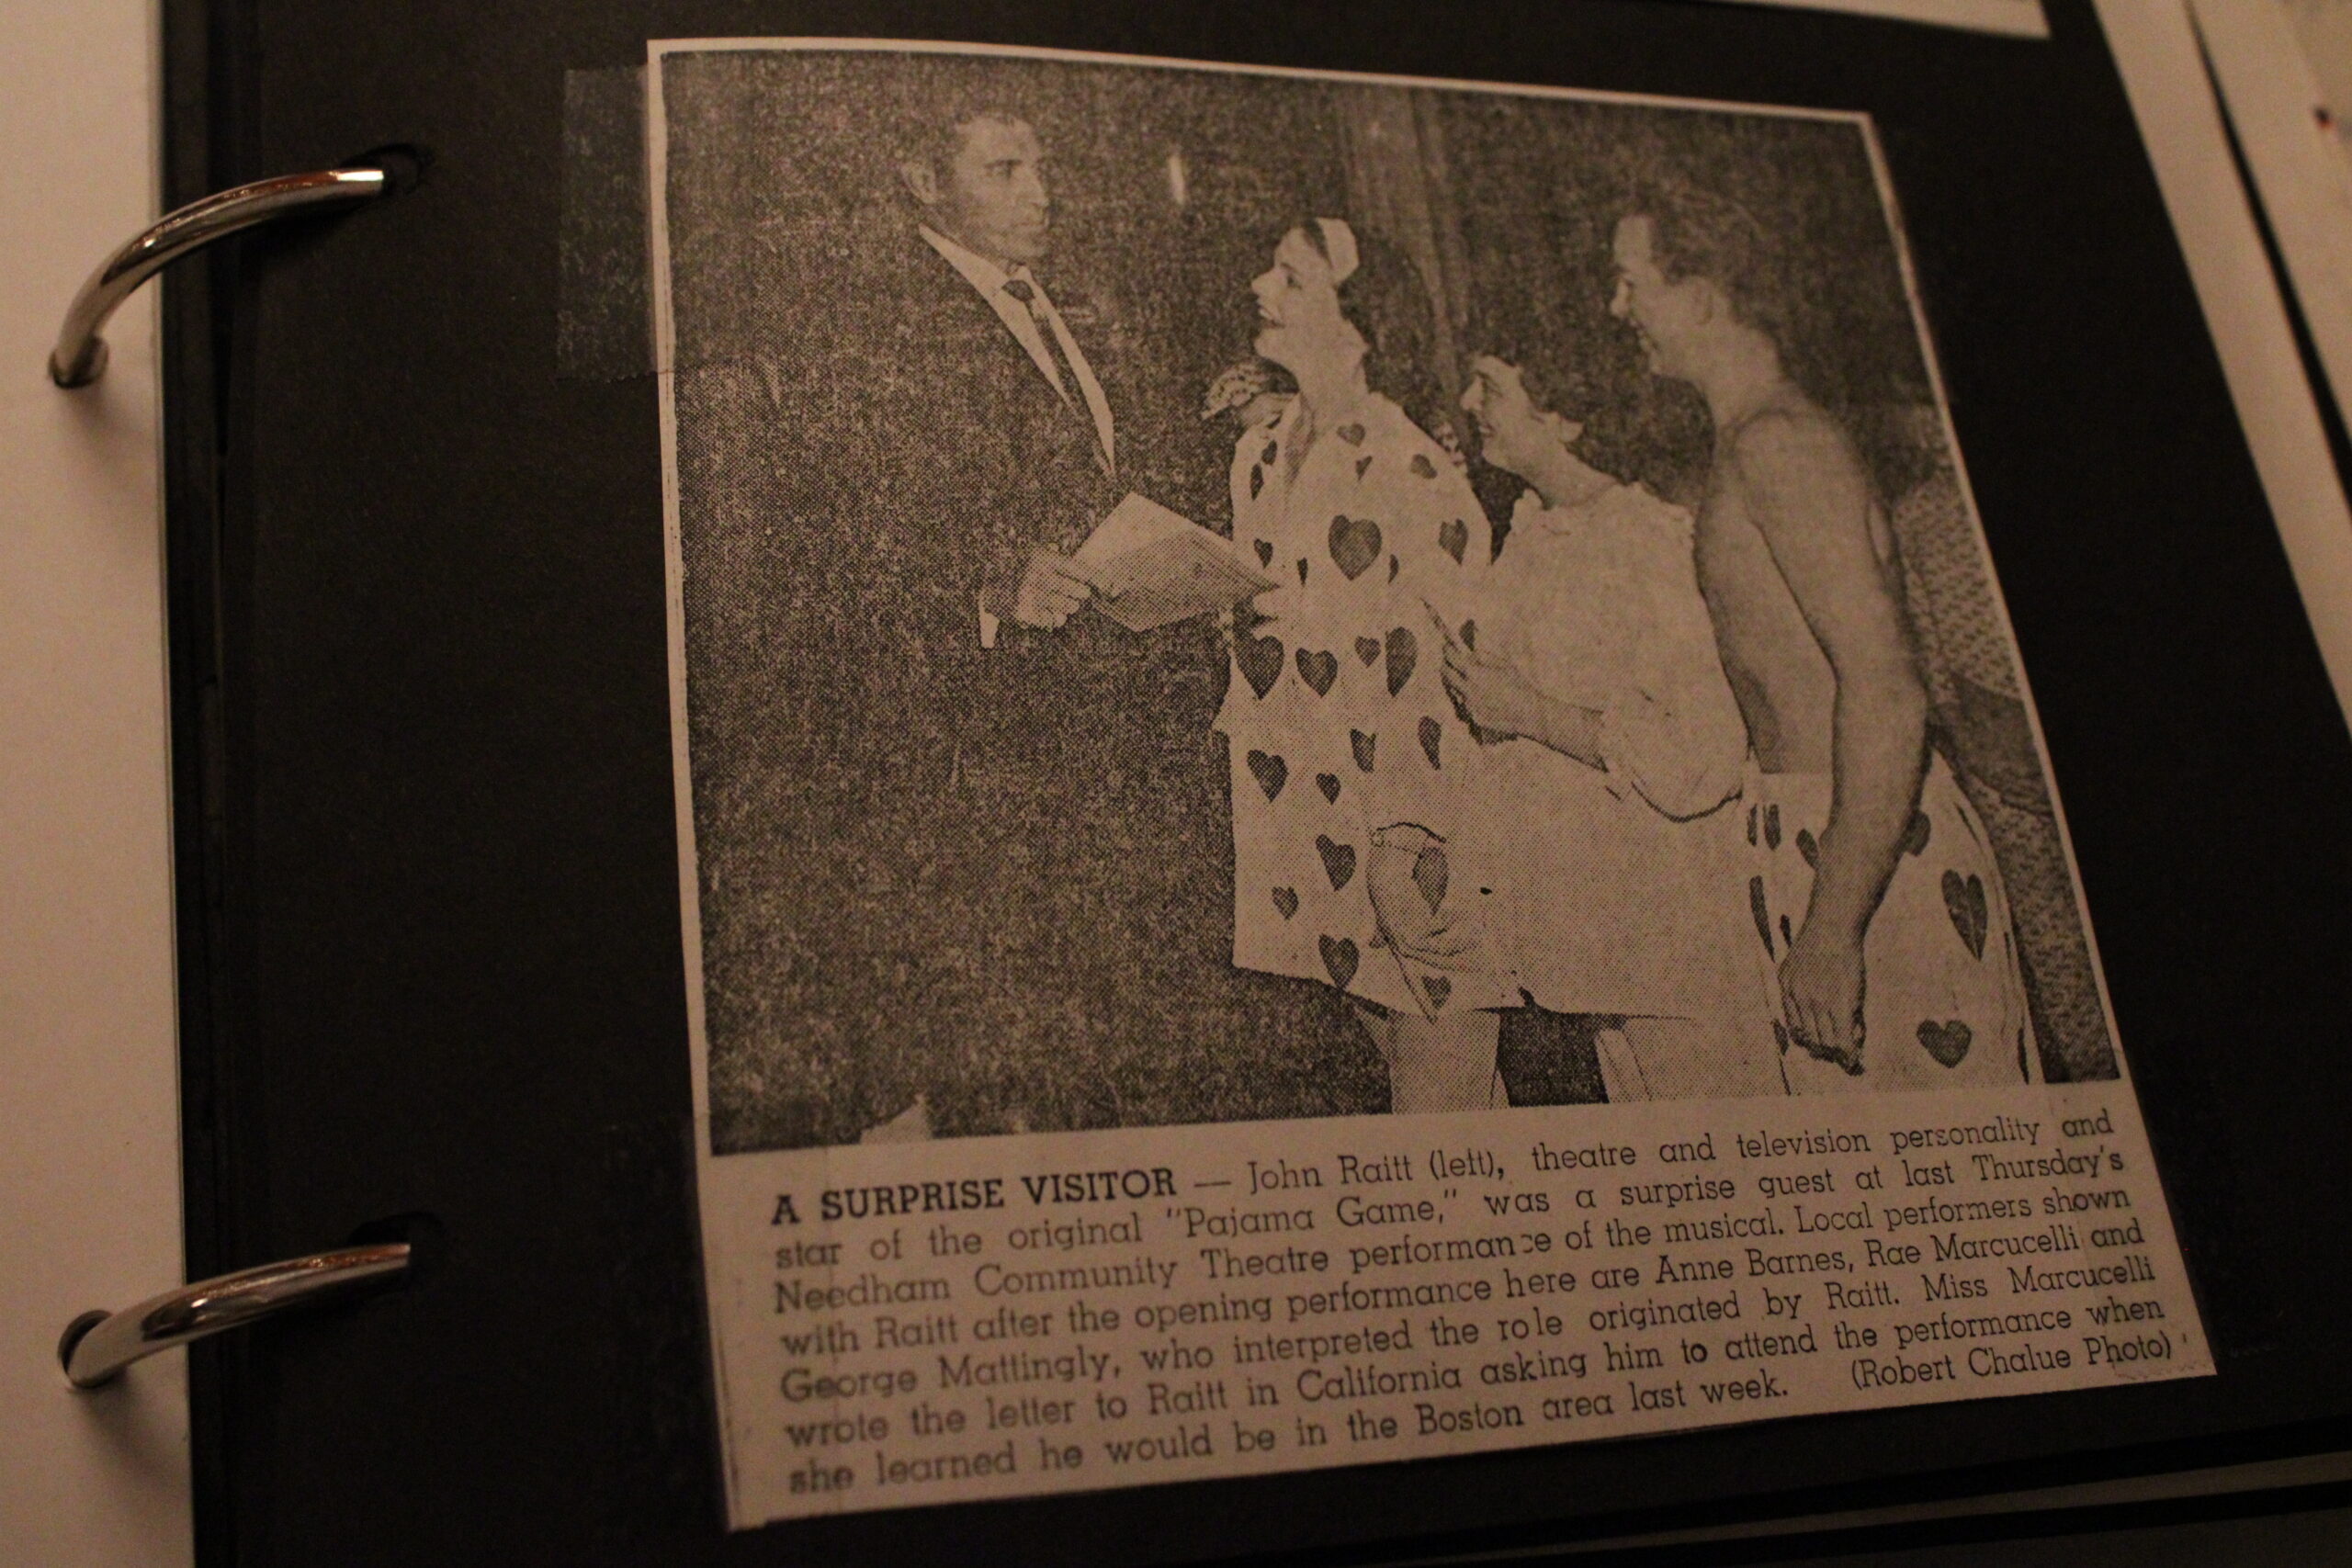 A SURPRISE VISITOR — John Raitt (left), theatre and television personality and
star of the original "Pajama Game," was a surprise guest at last Thursday's
Needham Community Theatre performance of the musical. Local performers shown
with Raitt after the opening performance here are Anne Barnes, Rae Marcucelli and
George Mattingly, who interpreted the role originated by Raitt. Miss Marcucelli
wrote the letter to Raitt in California asking him to attend the performance when
she learned he would be in the Boston area last week. (Robert Chalue Photo)